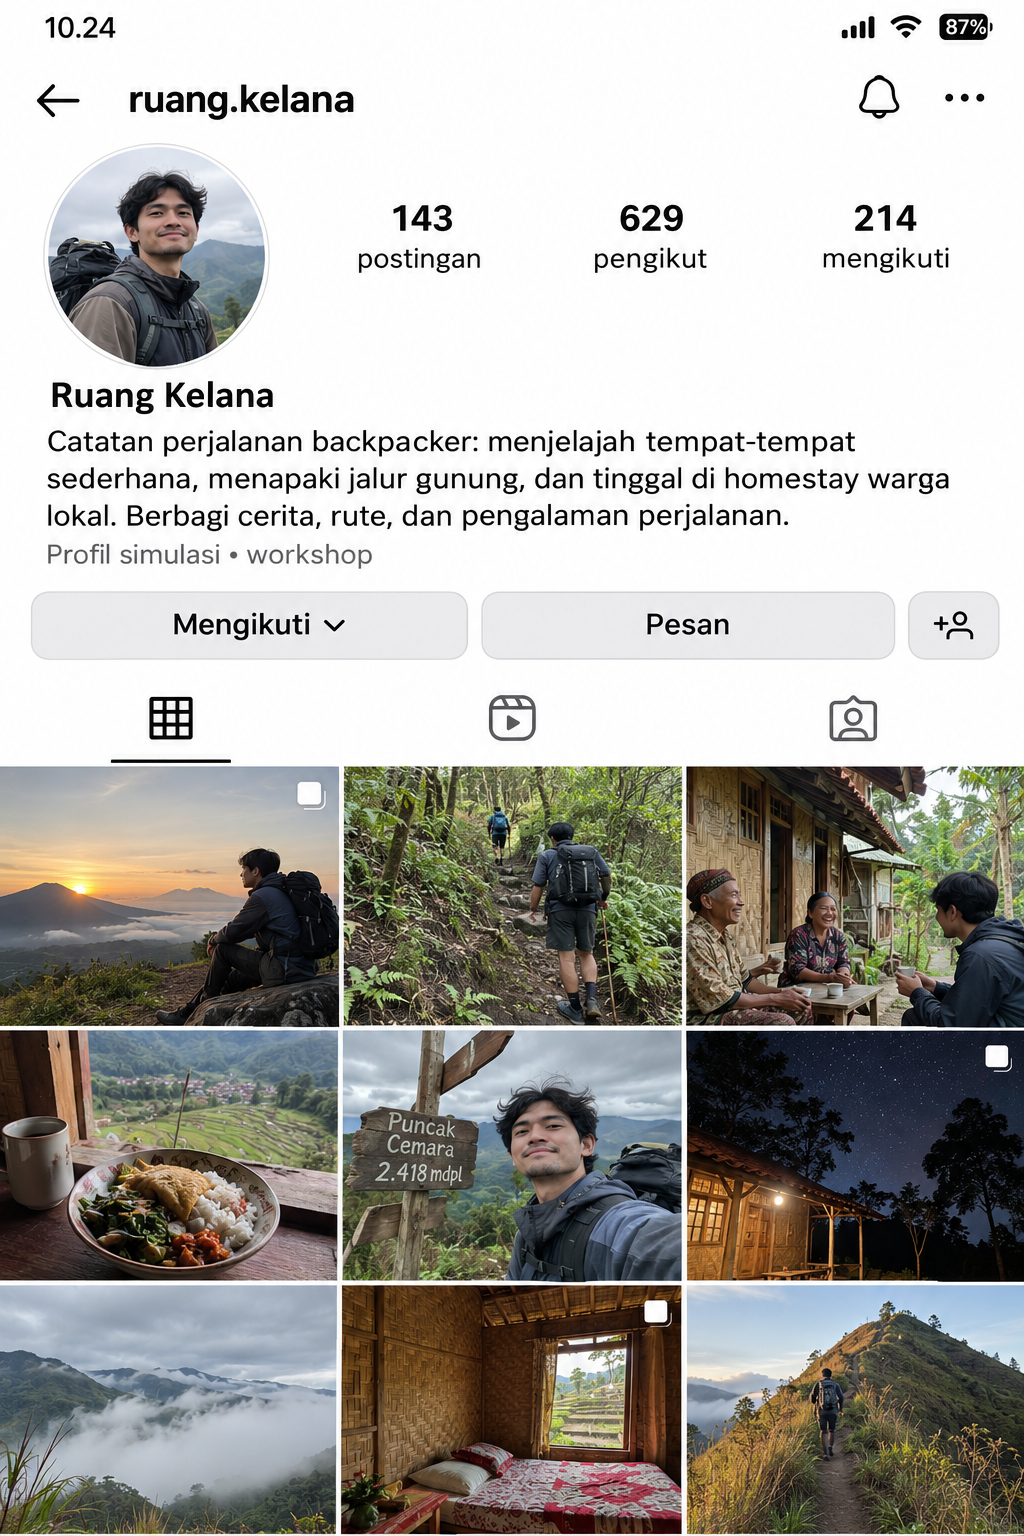 10.24
87%
ruang.kelana
143
postingan
629
pengikut
214
mengikuti
Ruang Kelana
Catatan perjalanan backpacker: menjelajah tempat-tempat
sederhana, menapaki jalur gunung, dan tinggal di homestay warga
lokal. Berbagi cerita, rute, dan pengalaman perjalanan.
Profil simulasi • workshop
Mengikuti
Pesan
Puncak
Cemara
2.418 mdpl